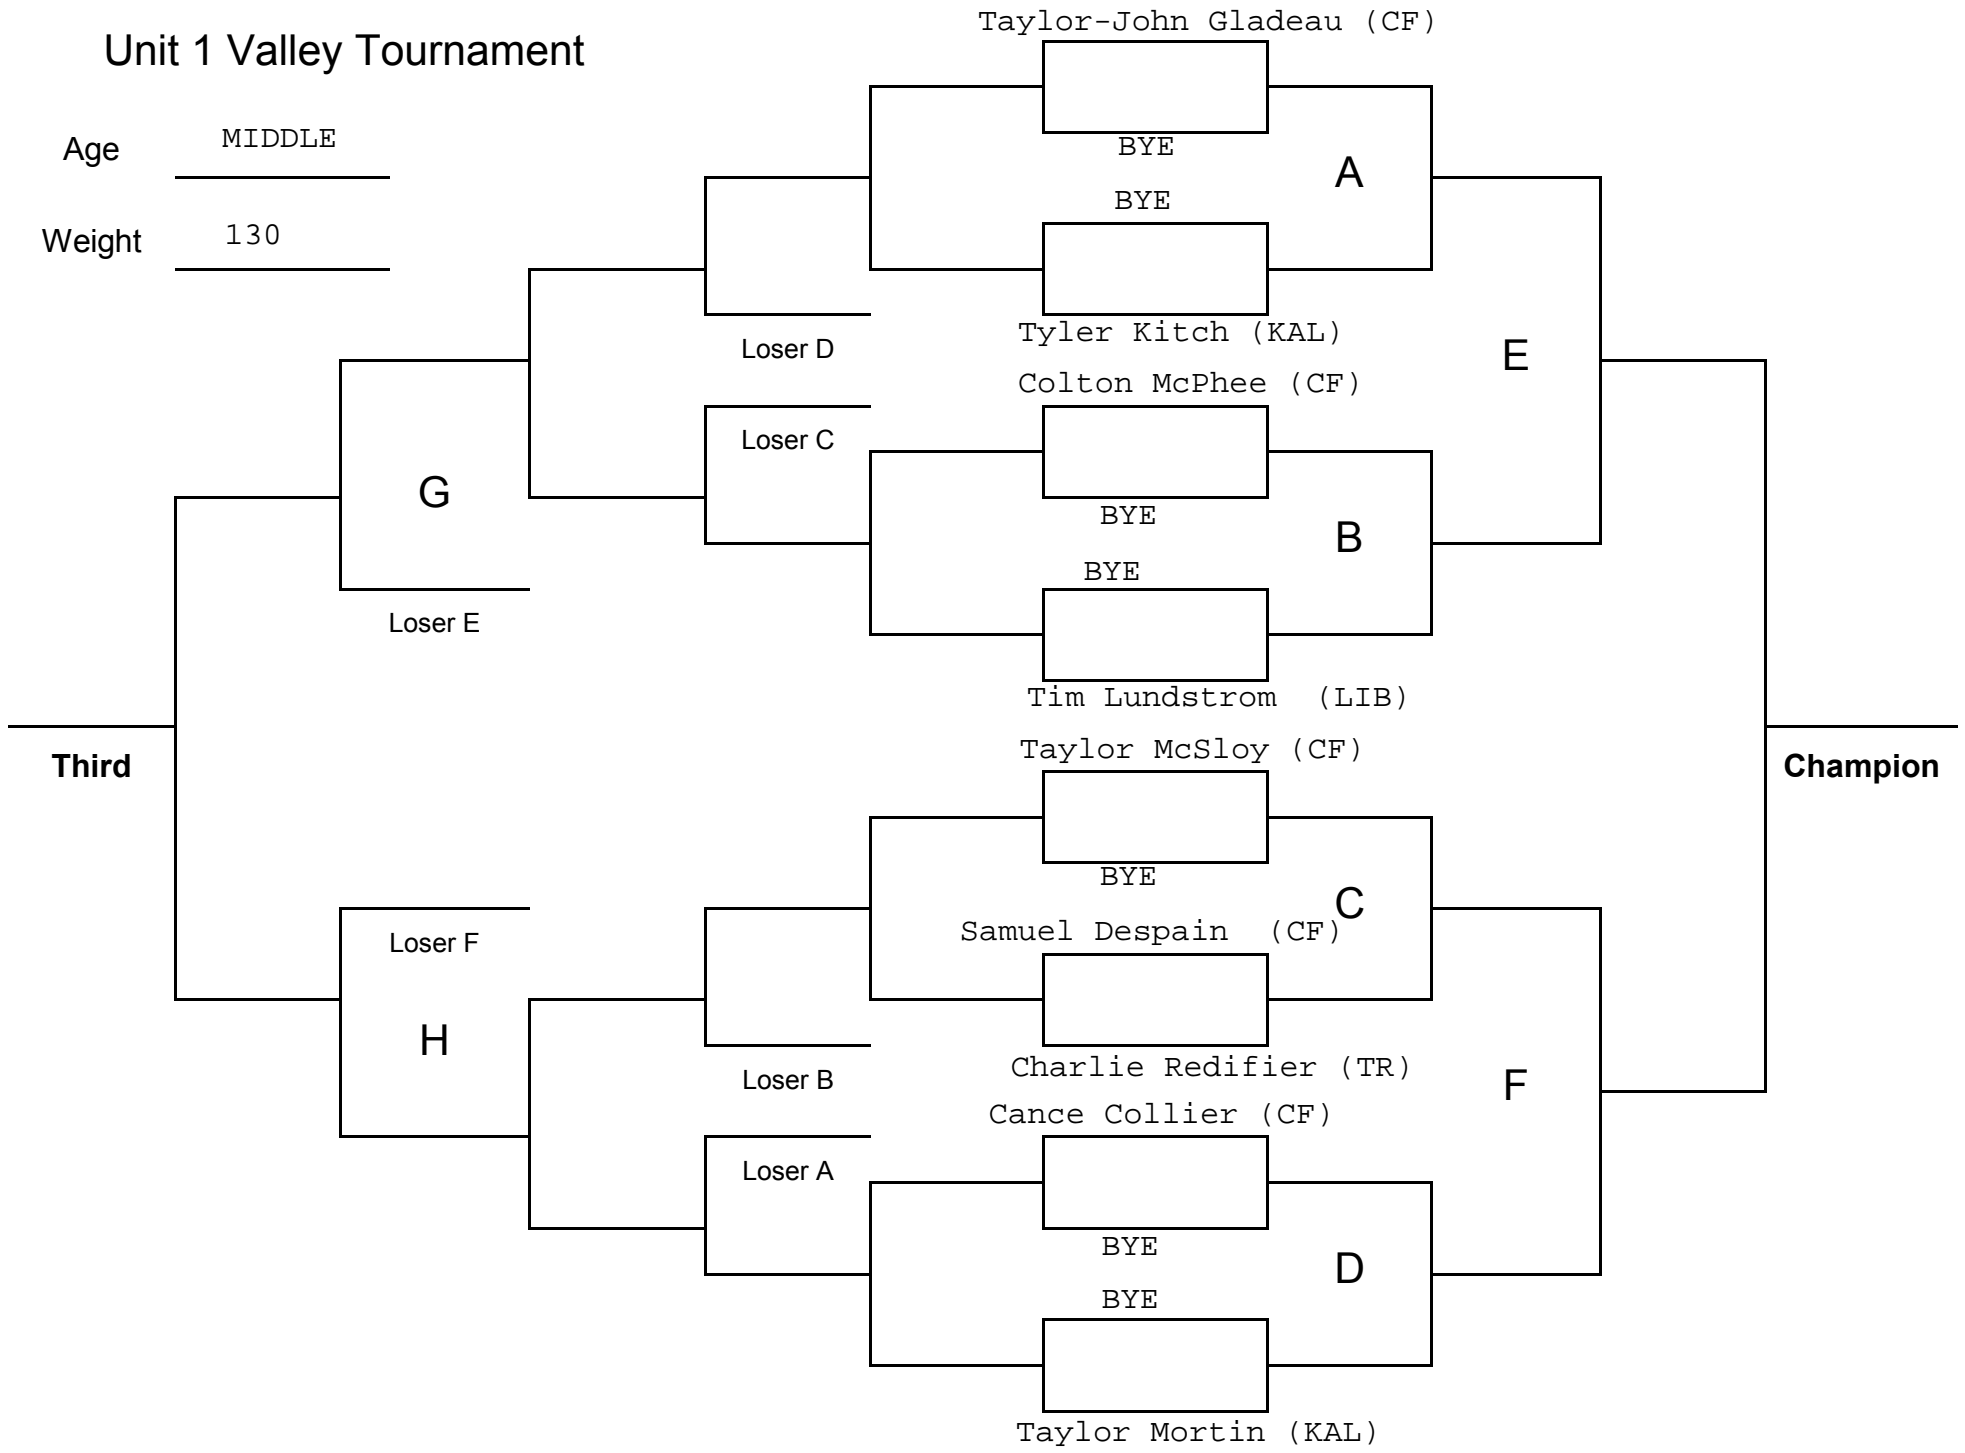 Taylor-John Gladeau (CF)
Unit 1 Valley Tournament
Age MIDDLE
BYE
A
BYE
Weight 130
Tyler Kitch (KAL)
Loser D
E
Colton McPhee (CF)
Loser C
G
BYE
B
BYE
Loser E
Tim Lundstrom (LIB)
Taylor McSloy (CF)
Third
Champion
BYE
C
Samuel Despain (CF)
Loser F
H
Charlie Redifier (TR)
Loser B
F
Cance Collier (CF)
Loser A
BYE
D
BYE
Taylor Mortin (KAL)